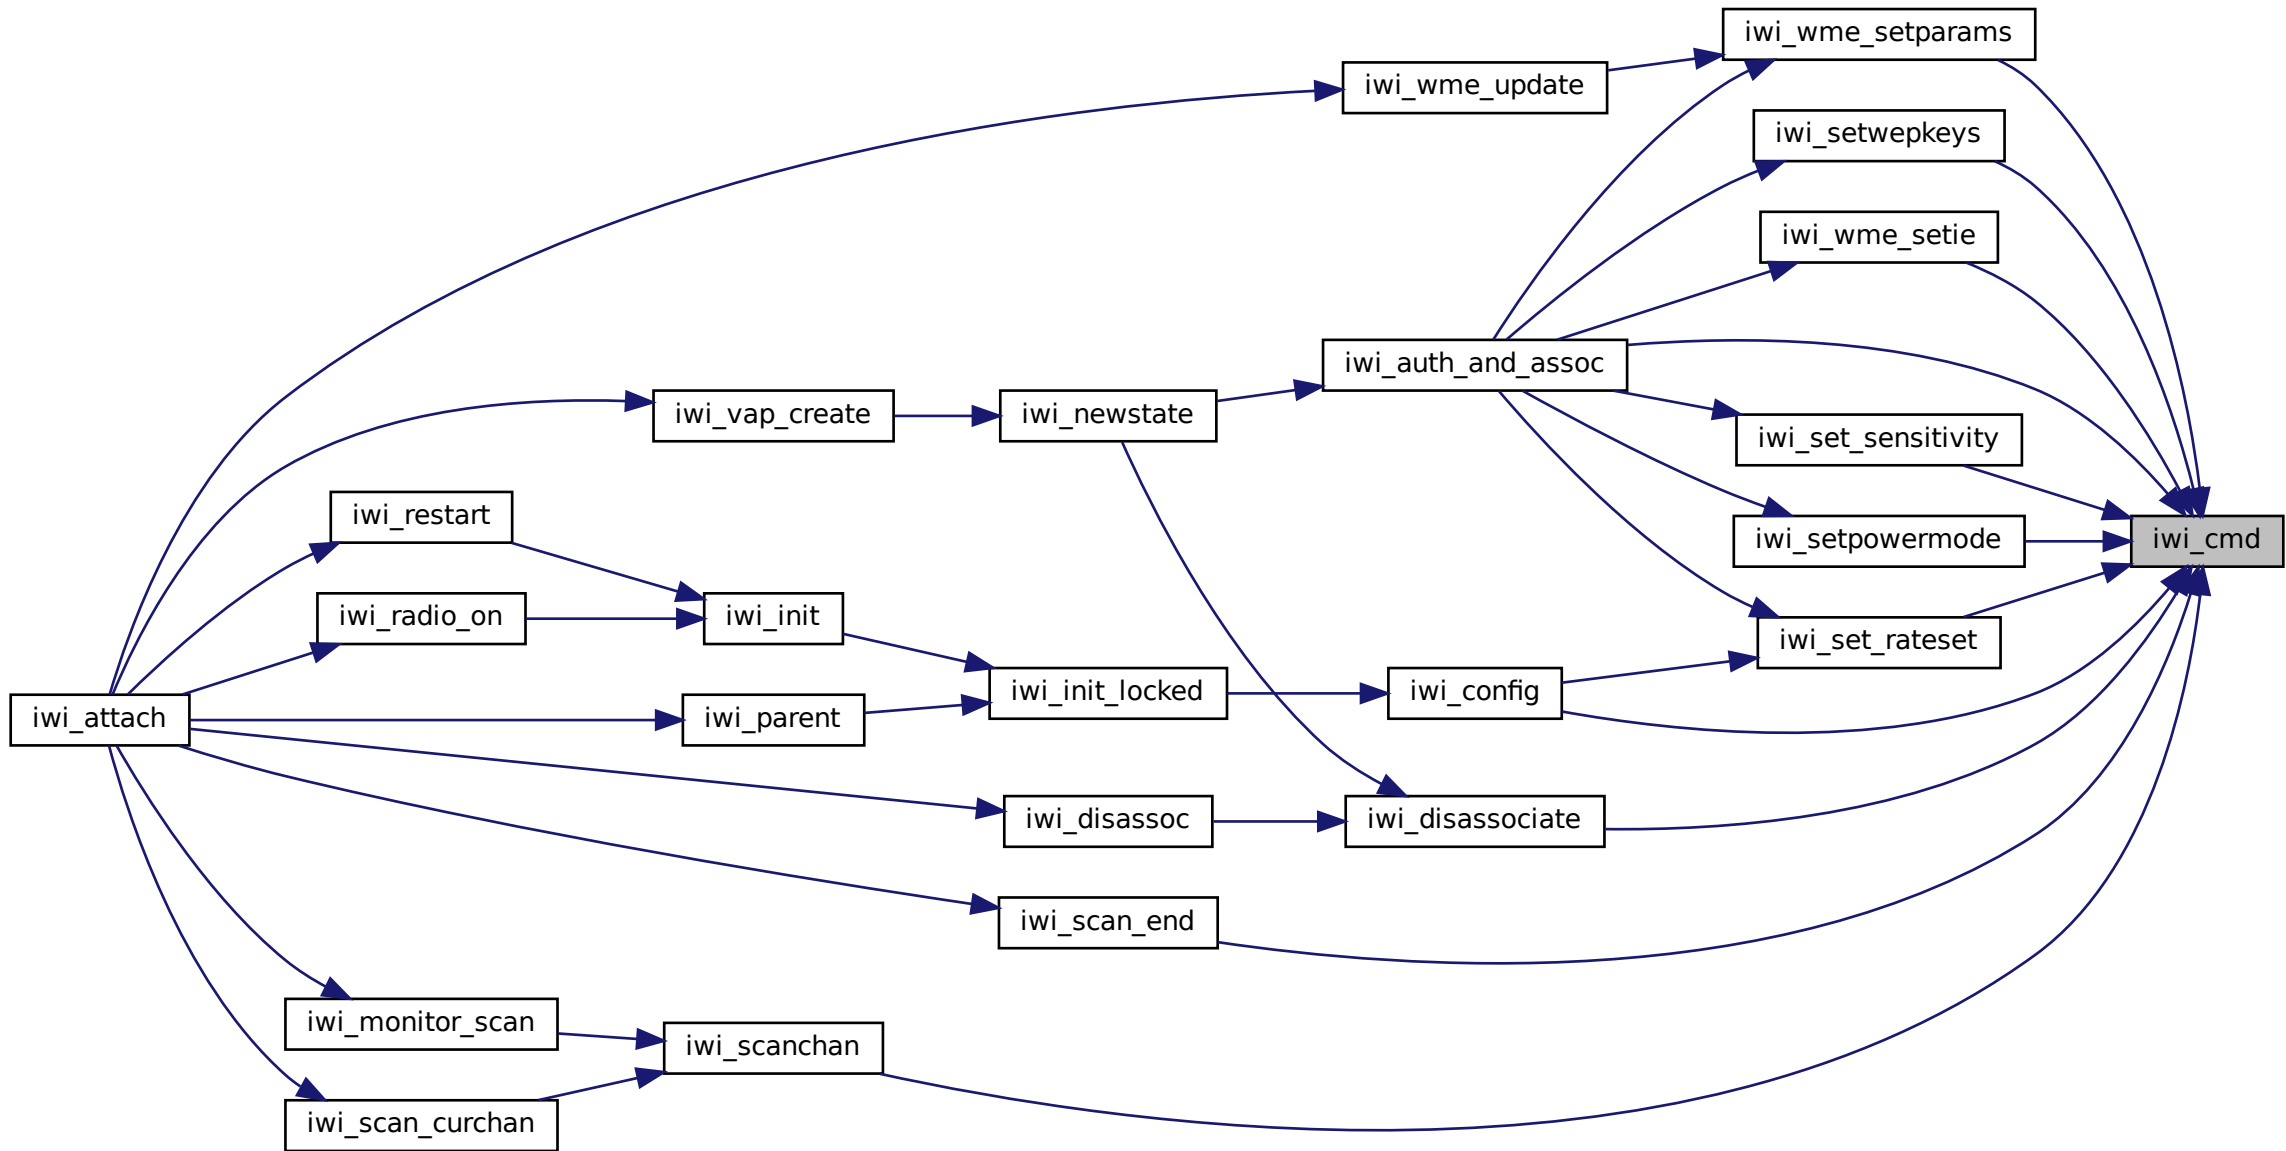 iwi_wme_setparams
iwi_wme_update
iwi_setwepkeys
iwi_wme_setie
iwi_auth_and_assoc
iwi_vap_create
iwi_newstate
iwi_set_sensitivity
iwi_restart
iwi_setpowermode
iwi_cmd
iwi_radio_on
iwi_init
iwi_set_rateset
iwi_init_locked
iwi_config
iwi_attach
iwi_parent
iwi_disassoc
iwi_disassociate
iwi_scan_end
iwi_monitor_scan
iwi_scanchan
iwi_scan_curchan